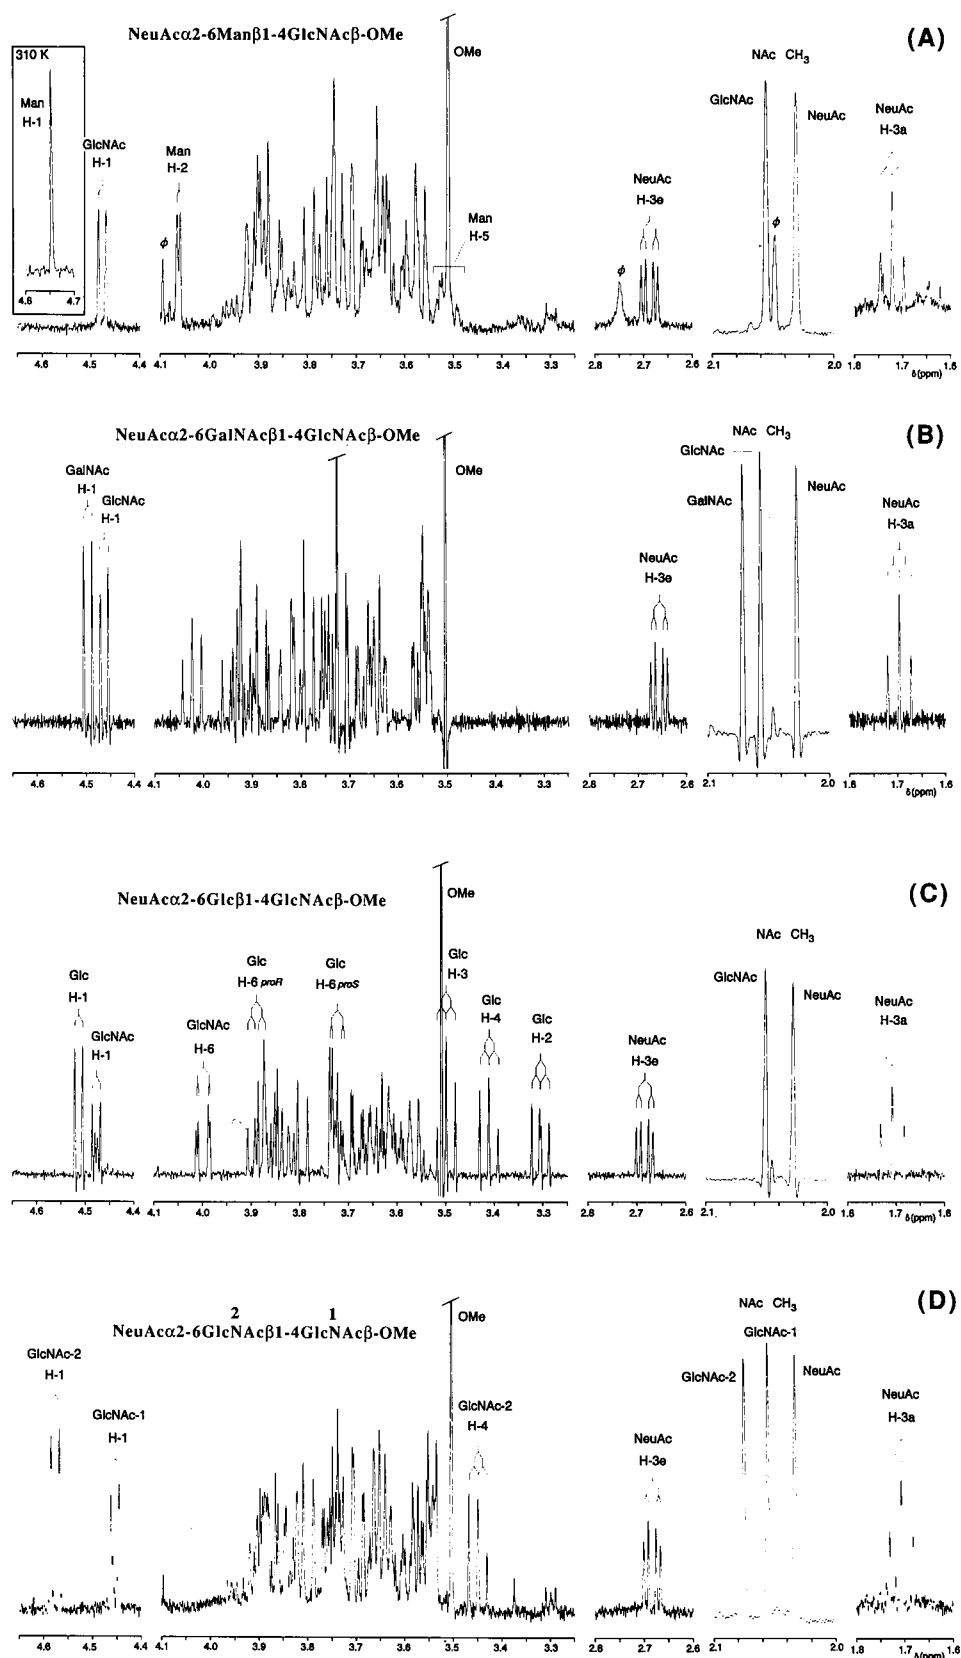 (A)
NeuAcα2-6Manβ1-4GlcNAcβ-OMe
310 K
Man
H-1
4.6 4.7
GlcNAc
H-1
Man
H-2
ϕ
OMe
Man
H-5
NeuAc
H-3e
ϕ
NAc CH3
GlcNAc
NeuAc
ϕ
NeuAc
H-3a
4.6 4.5 4.4 4.1 4.0 3.9 3.8 3.7 3.6 3.5 3.4 3.3 2.8 2.7 2.6 2.1 2.0 1.8 1.7 1.6
δ(ppm)
(B)
NeuAcα2-6GalNAcβ1-4GlcNAcβ-OMe
GalNAc
H-1
GlcNAc
H-1
OMe
NeuAc
H-3e
NAc CH3
GlcNAc
GalNAc
NeuAc
NeuAc
H-3a
4.6 4.5 4.4 4.1 4.0 3.9 3.8 3.7 3.6 3.5 3.4 3.3 2.8 2.7 2.6 2.1 2.0 1.8 1.7 1.6
δ(ppm)
(C)
NeuAcα2-6Glcβ1-4GlcNAcβ-OMe
Glc
H-1
GlcNAc
H-1
GlcNAc
H-6
Glc
H-6 proR
Glc
H-6 proS
OMe
Glc
H-3
Glc
H-4
Glc
H-2
NeuAc
H-3e
NAc CH3
GlcNAc
NeuAc
NeuAc
H-3a
4.6 4.5 4.4 4.1 4.0 3.9 3.8 3.7 3.6 3.5 3.4 3.3 2.8 2.7 2.6 2.1 2.0 1.8 1.7 1.6
δ(ppm)
(D)
2 1
NeuAcα2-6GlcNAcβ1-4GlcNAcβ-OMe
GlcNAc-2
H-1
GlcNAc-1
H-1
OMe
GlcNAc-2
H-4
NeuAc
H-3e
NAc CH3
GlcNAc-1
GlcNAc-2
NeuAc
NeuAc
H-3a
4.6 4.5 4.4 4.1 4.0 3.9 3.8 3.7 3.6 3.5 3.4 3.3 2.8 2.7 2.6 2.1 2.0 1.8 1.7 1.6
δ(ppm)